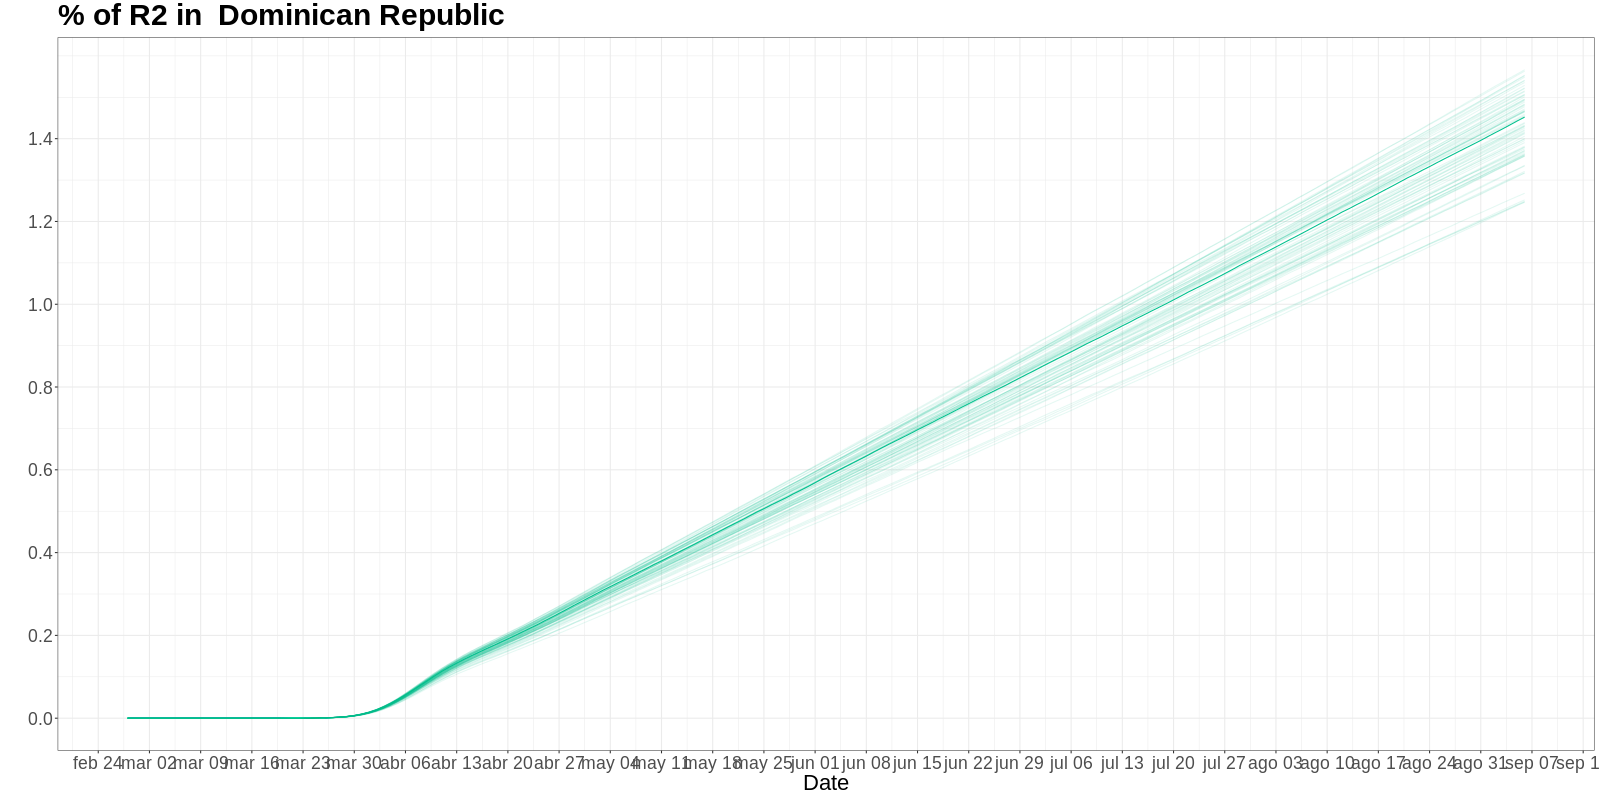 % of R2 in  Dominican Republic
1.4
1.2
1.0
0.8
0.6
0.4
0.2
0.0
feb 24 mar 02 mar 09 mar 16 mar 23 mar 30 abr 06 abr 13 abr 20 abr 27 may 04 may 11 may 18 may 25 jun 01 jun 08 jun 15 jun 22 jun 29 jul 06 jul 13 jul 20 jul 27 ago 03 ago 10 ago 17 ago 24 ago 31 sep 07 sep 1
Date